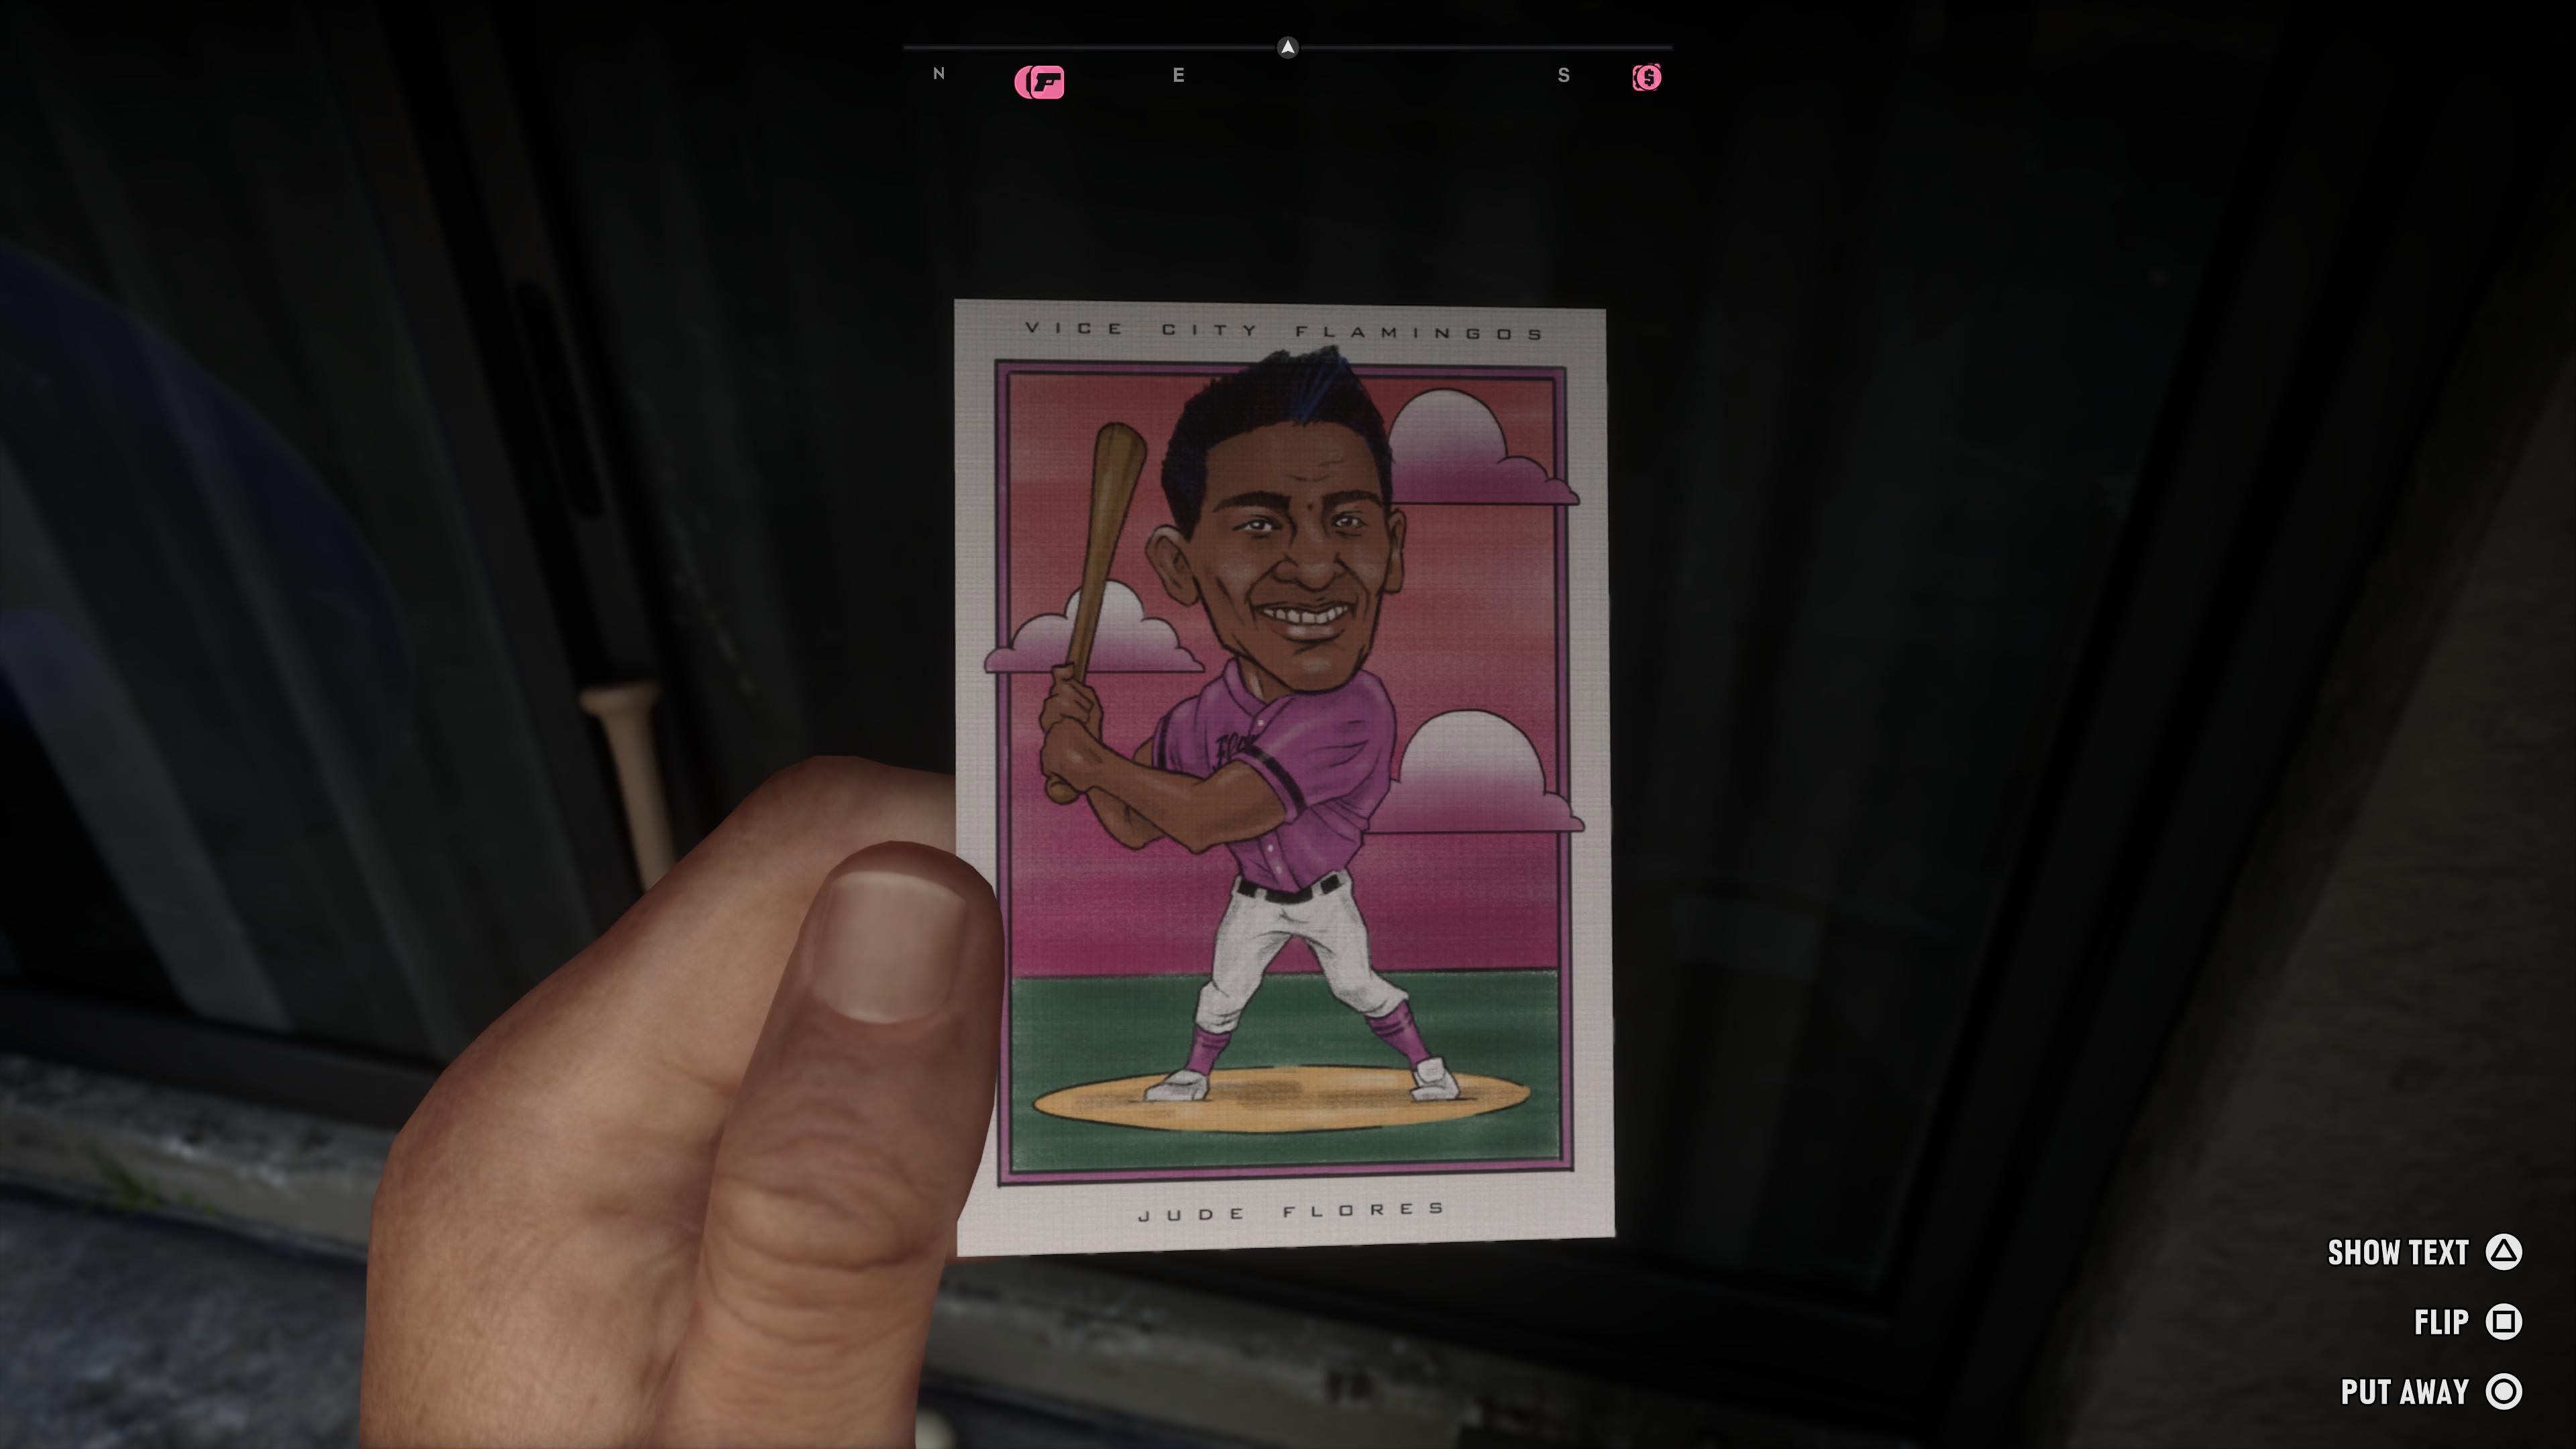 N E S
VICE CITY FLAMINGOS
JUDE FLORES
SHOW TEXT
FLIP
PUT AWAY